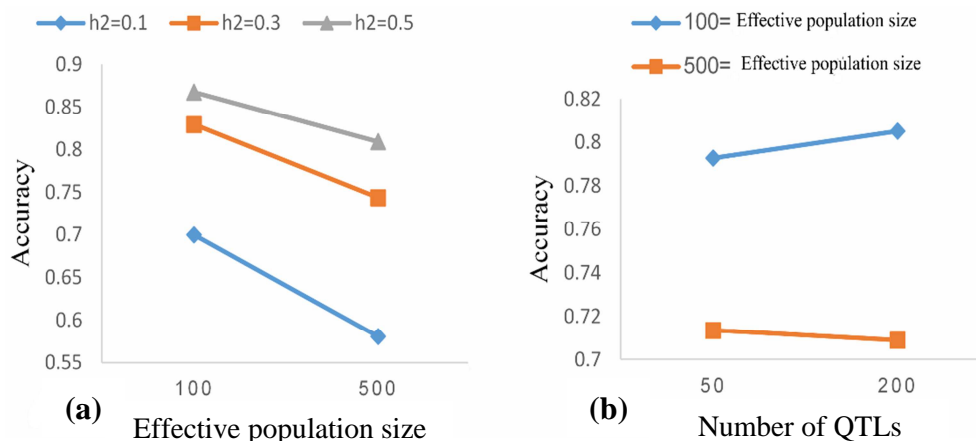 h2=0.1 h2=0.3 h2=0.5
0.9
0.85
0.8
0.75
0.7
0.65
0.6
0.55
Accuracy
100 500
(a) Effective population size
100= Effective population size
500= Effective population size
0.82
0.8
0.78
0.76
0.74
0.72
0.7
Accuracy
50 200
(b) Number of QTLs